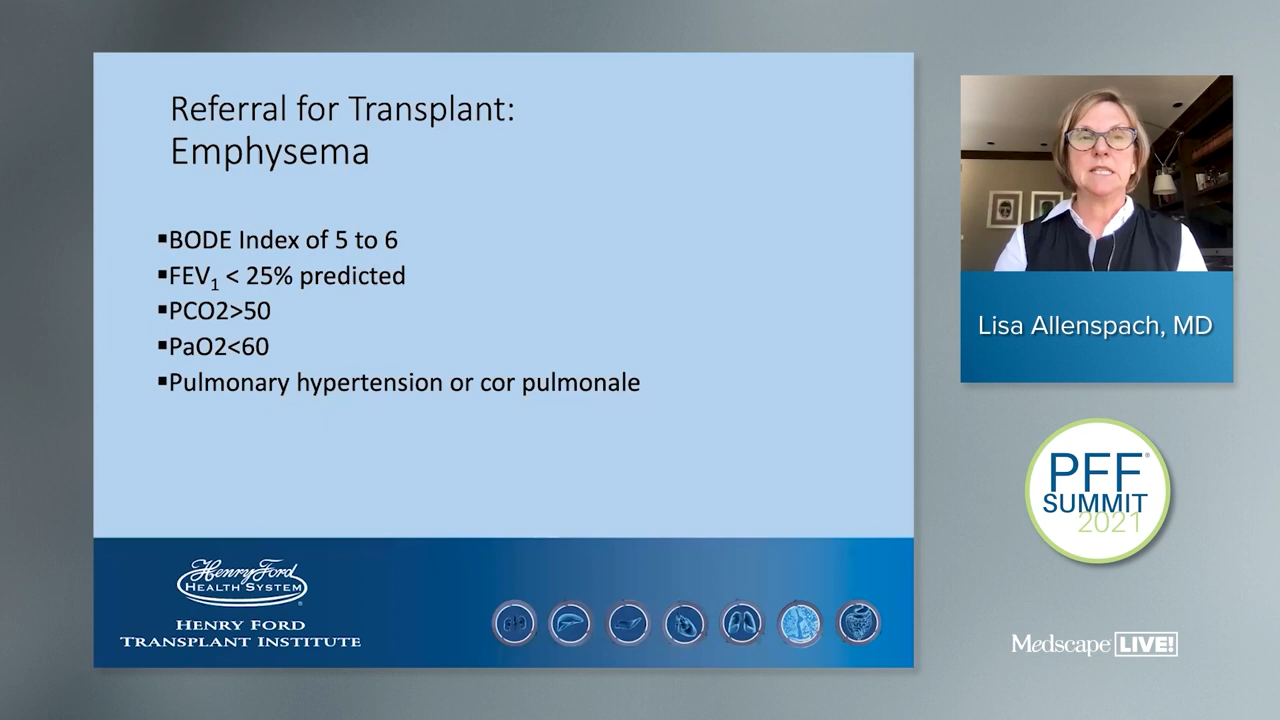 Referral for Transplant:
Emphysema
▪BODE Index of 5 to 6
▪FEV₁ < 25% predicted
▪PCO2>50
▪PaO2<60
▪Pulmonary hypertension or cor pulmonale
Henry Ford
HEALTH SYSTEM®
HENRY FORD
TRANSPLANT INSTITUTE
Lisa Allenspach, MD
PFF®
SUMMIT
2021
Medscape LIVE!